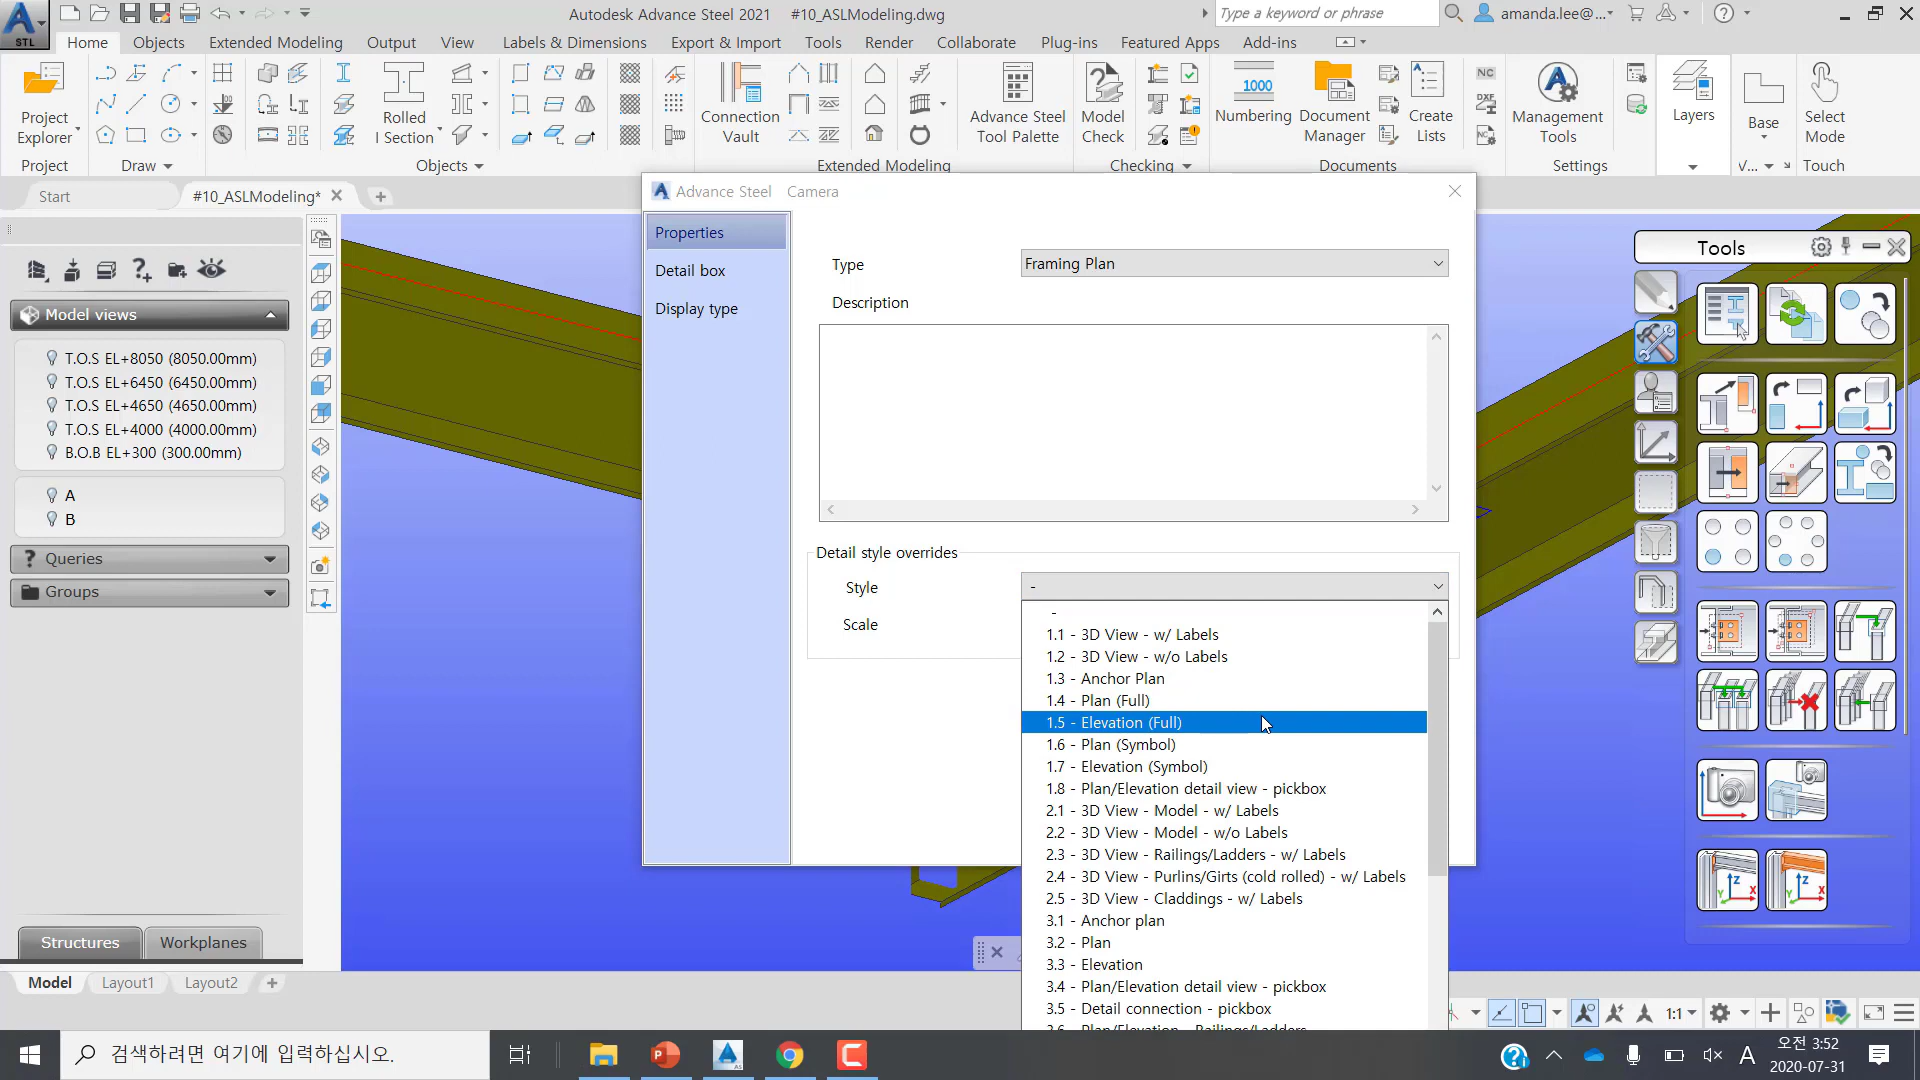 Autodesk Advance Steel 2021 #10_ASLModeling.dwg
Type a keyword or phrase
amanda.lee@...
STL
Home Objects Extended Modeling Output View Labels & Dimensions Export & Import Tools Render Collaborate Plug-ins Featured Apps Add-ins
Project
Explorer
Rolled
I Section
Connection
Vault
Advance Steel
Tool Palette
Model
Check
1000
Numbering
Document
Manager
Create
Lists
NC
DXF
NC
Management
Tools
Layers
Base
Select
Mode
Project Draw Objects Extended Modeling Checking Documents Settings V... Touch
Start
#10_ASLModeling*
Model views
T.O.S EL+8050 (8050.00mm)
T.O.S EL+6450 (6450.00mm)
T.O.S EL+4650 (4650.00mm)
T.O.S EL+4000 (4000.00mm)
B.O.B EL+300 (300.00mm)
A
B
Queries
Groups
Structures Workplanes
Model Layout1 Layout2
Advance Steel Camera
Properties
Detail box
Display type
Type Framing Plan
Description
Detail style overrides
Style -
Scale
-
1.1 - 3D View - w/ Labels
1.2 - 3D View - w/o Labels
1.3 - Anchor Plan
1.4 - Plan (Full)
1.5 - Elevation (Full)
1.6 - Plan (Symbol)
1.7 - Elevation (Symbol)
1.8 - Plan/Elevation detail view - pickbox
2.1 - 3D View - Model - w/ Labels
2.2 - 3D View - Model - w/o Labels
2.3 - 3D View - Railings/Ladders - w/ Labels
2.4 - 3D View - Purlins/Girts (cold rolled) - w/ Labels
2.5 - 3D View - Claddings - w/ Labels
3.1 - Anchor plan
3.2 - Plan
3.3 - Elevation
3.4 - Plan/Elevation detail view - pickbox
3.5 - Detail connection - pickbox
3.6 - Plan/Elevation - Railings/Ladders
Tools
Z
Y X
Z
Y X
1:1
검색하려면 여기에 입력하십시오.
A
오전 3:52
2020-07-31